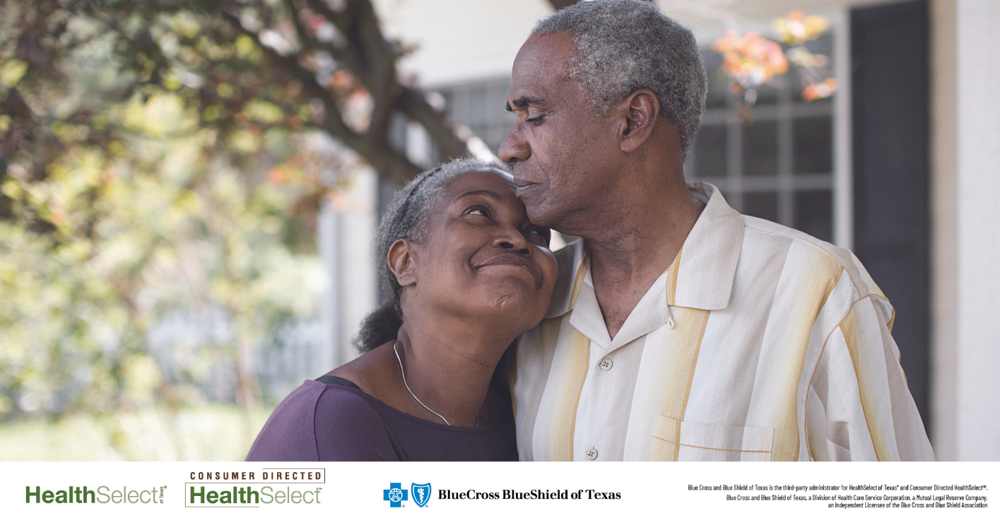 HealthSelect of Texas®
CONSUMER DIRECTED
HealthSelect℠
BlueCross BlueShield of Texas
Blue Cross and Blue Shield of Texas is the third-party administrator for HealthSelect of Texas® and Consumer Directed HealthSelect℠.
Blue Cross and Blue Shield of Texas, a Division of Health Care Service Corporation, a Mutual Legal Reserve Company,
an Independent Licensee of the Blue Cross and Blue Shield Association